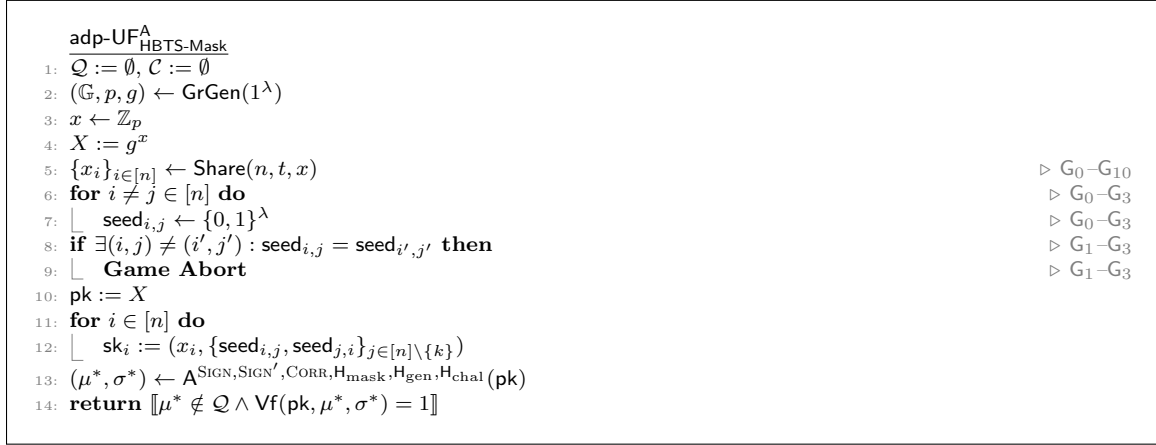 adp-UF^A_HBTS-Mask
1: 𝒬 := ∅, 𝒞 := ∅
2: (𝔾, p, g) ← GrGen(1^λ)
3: x ← ℤ_p
4: X := g^x
5: {x_i}_{i∈[n]} ← Share(n, t, x) ▷ G_0–G_10
6: for i ≠ j ∈ [n] do ▷ G_0–G_3
7: seed_{i,j} ← {0, 1}^λ ▷ G_0–G_3
8: if ∃(i, j) ≠ (i′, j′) : seed_{i,j} = seed_{i′,j′} then ▷ G_1–G_3
9: Game Abort ▷ G_1–G_3
10: pk := X
11: for i ∈ [n] do
12: sk_i := (x_i, {seed_{i,j}, seed_{j,i}}_{j∈[n]\{k}})
13: (μ*, σ*) ← A^{SIGN,SIGN′,CORR,H_mask,H_gen,H_chal}(pk)
14: return ⟦μ* ∉ 𝒬 ∧ Vf(pk, μ*, σ*) = 1⟧